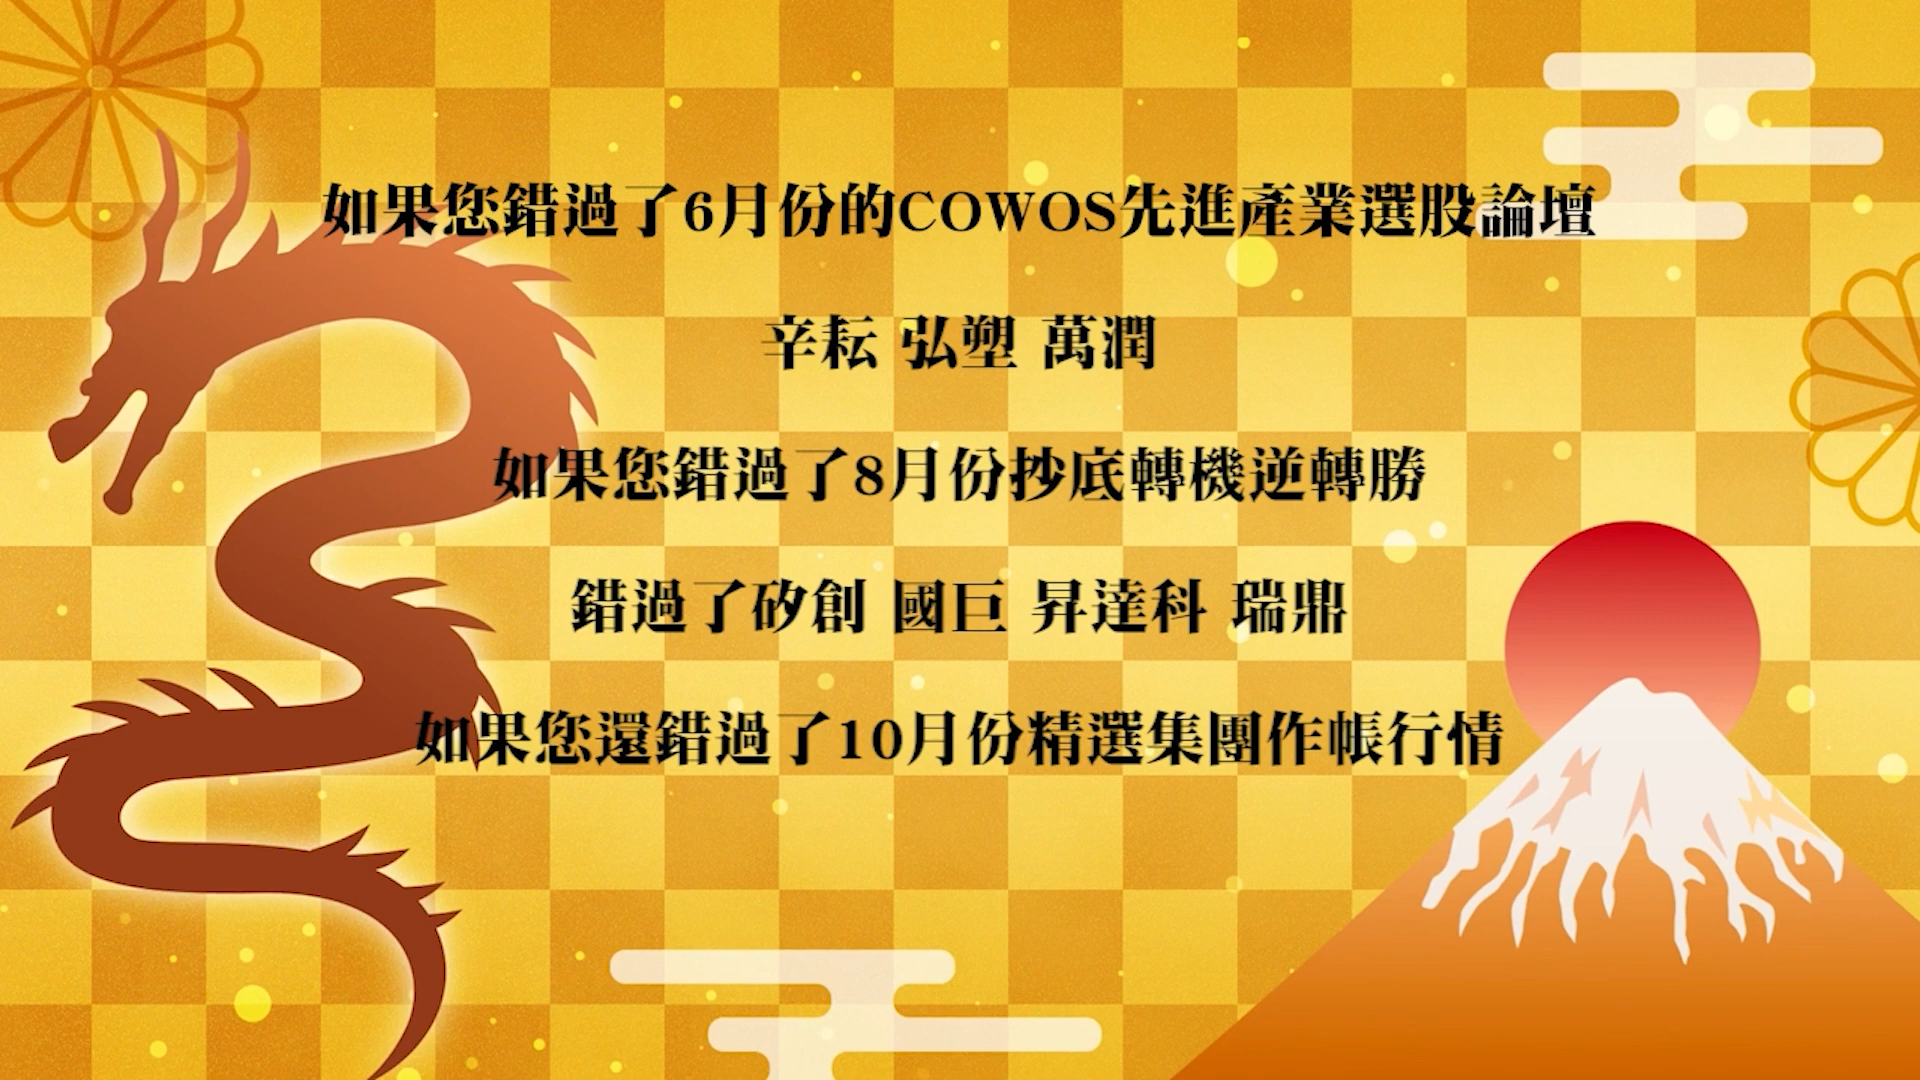 如果您錯過了6月份的COWOS先進產業選股論壇
辛耘 弘塑 萬潤
如果您錯過了8月份抄底轉機逆轉勝
錯過了矽創 國巨 昇達科 瑞鼎
如果您還錯過了10月份精選集團作帳行情